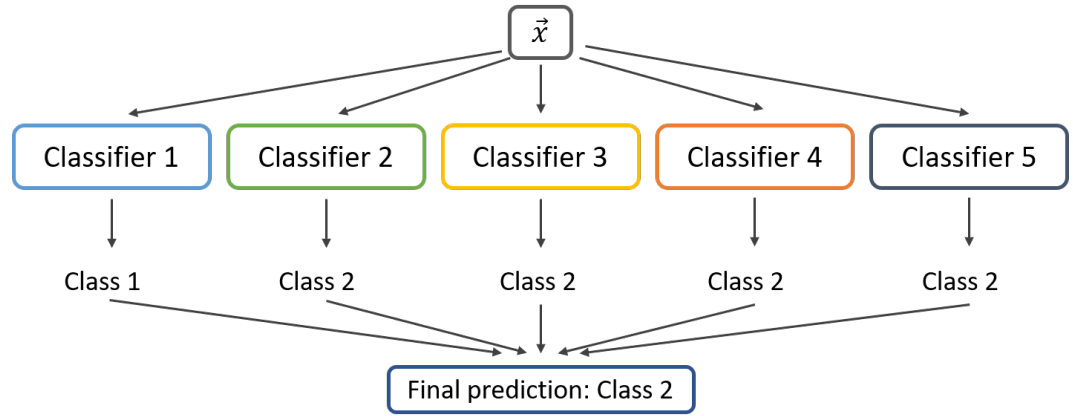 x⃗
Classifier 1
Classifier 2
Classifier 3
Classifier 4
Classifier 5
Class 1
Class 2
Class 2
Class 2
Class 2
Final prediction: Class 2